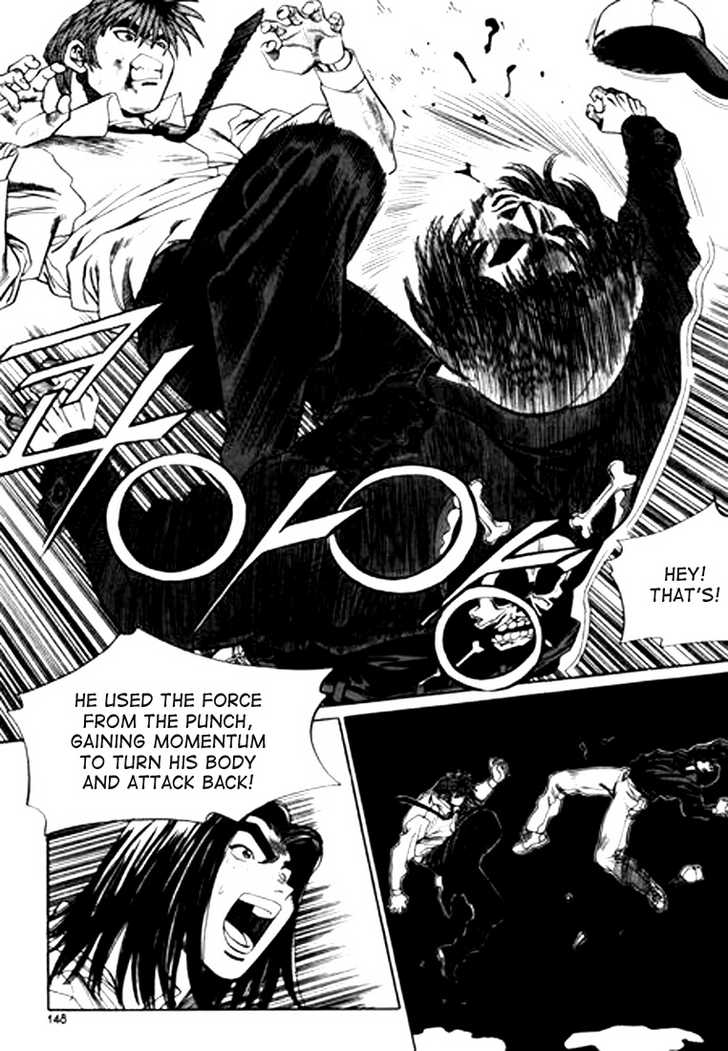 HEY!
THAT'S!
HE USED THE FORCE
FROM THE PUNCH,
GAINING MOMENTUM
TO TURN HIS BODY
AND ATTACK BACK!
148